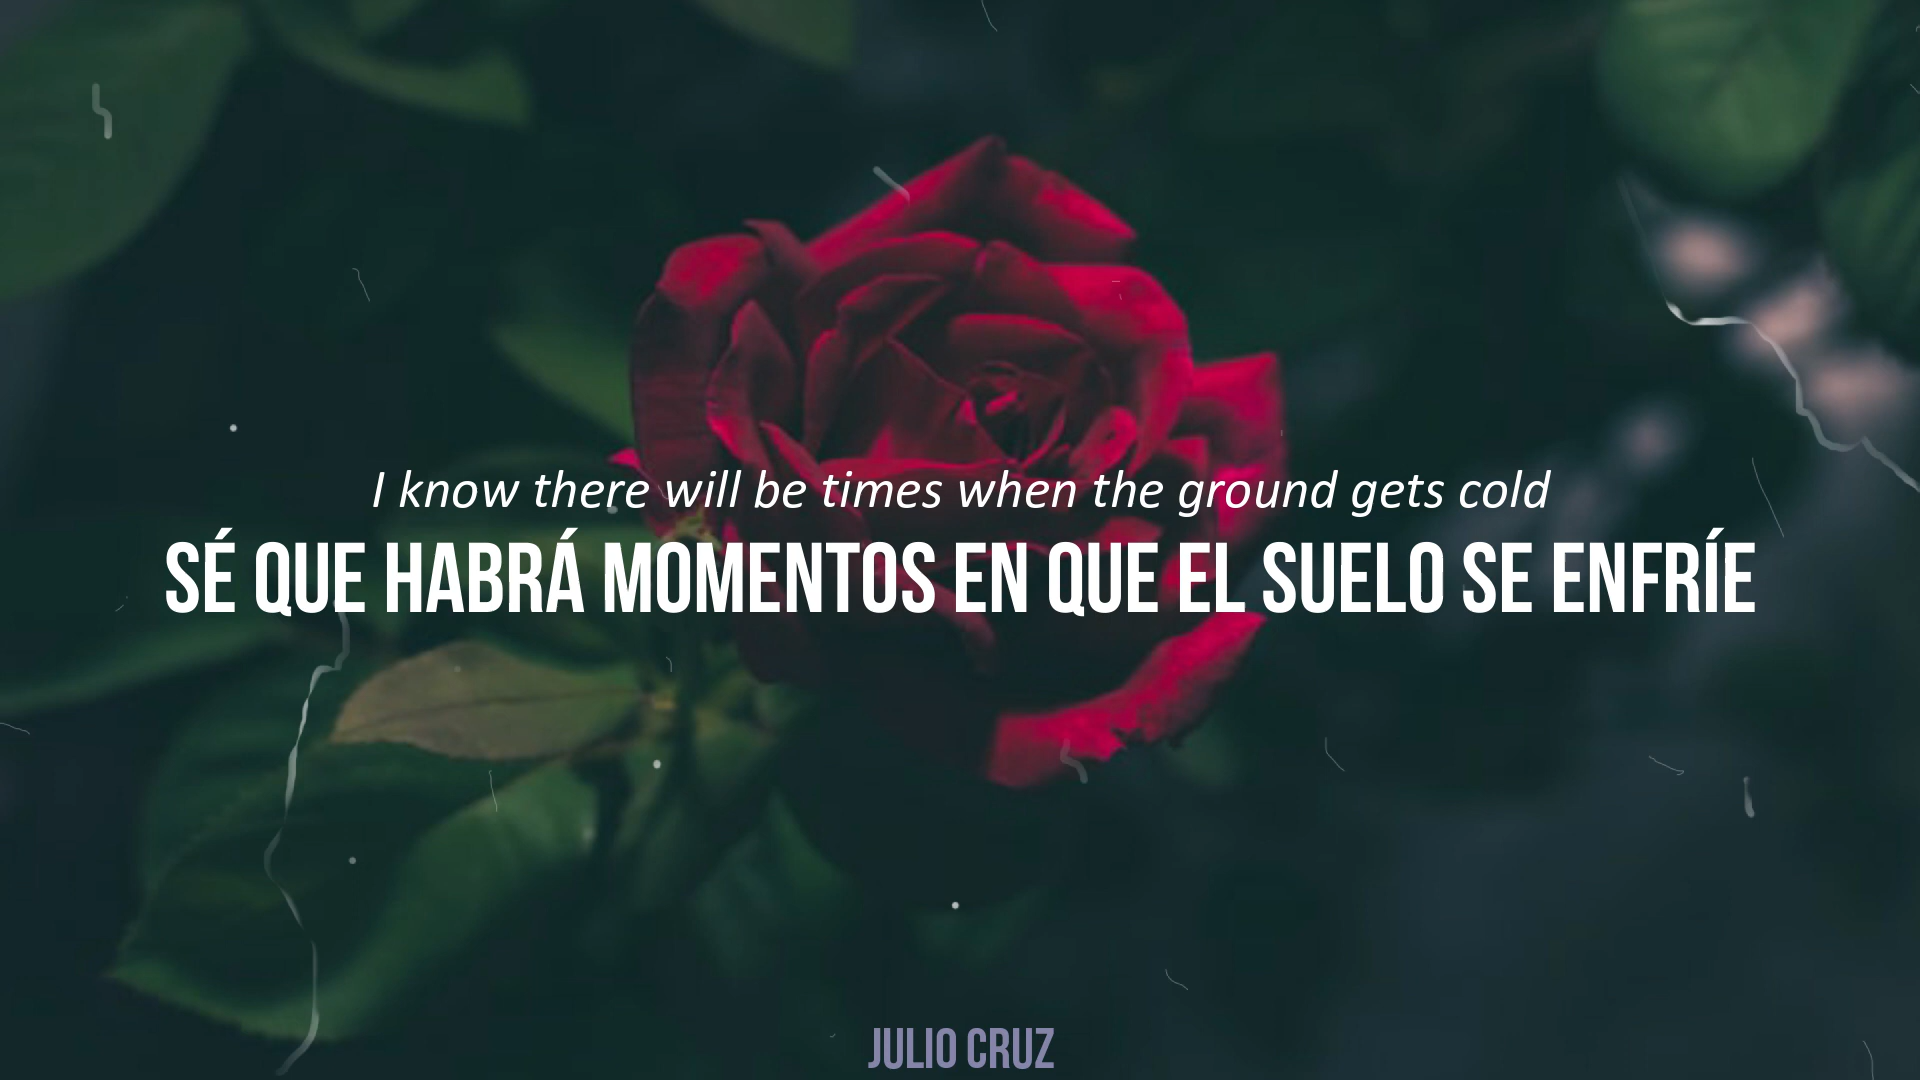 I know there will be times when the ground gets cold
SÉ QUE HABRÁ MOMENTOS EN QUE EL SUELO SE ENFRÍE
JULIO CRUZ